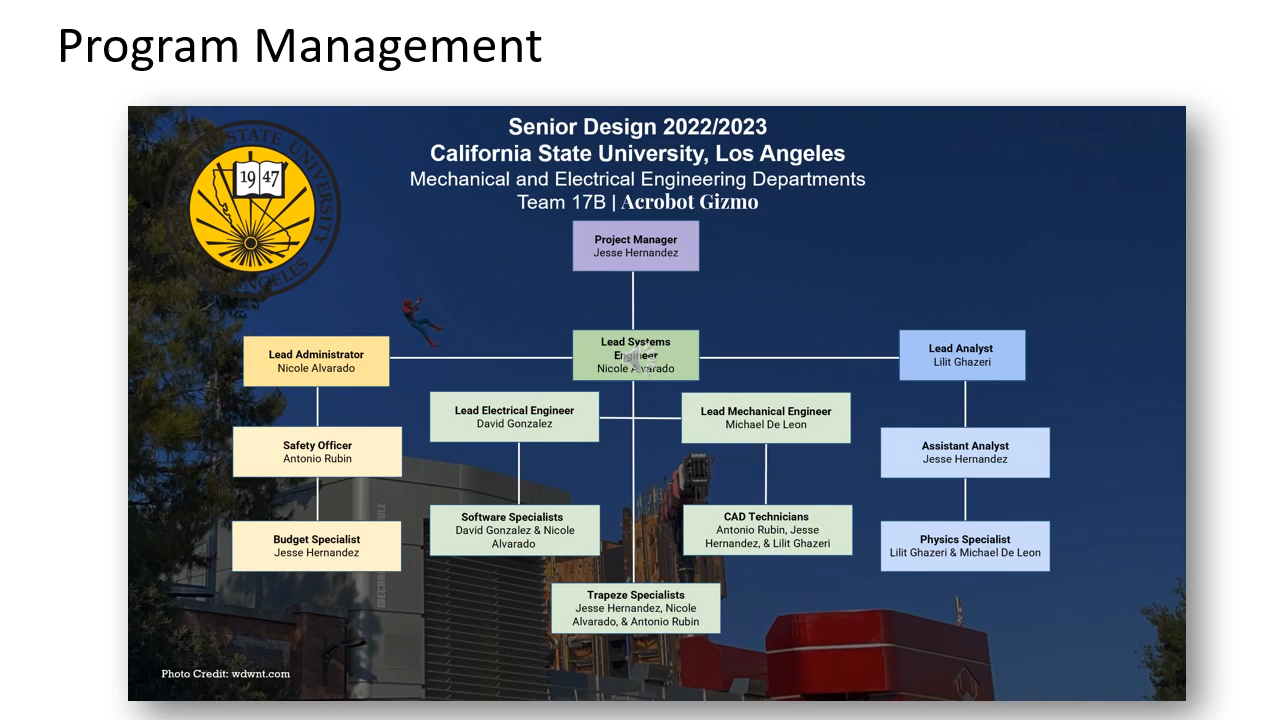 Program Management
Senior Design 2022/2023
California State University, Los Angeles
Mechanical and Electrical Engineering Departments
Team 17B | Acrobot Gizmo
STATE UNIVERSITY
1947
ANGELES
Project Manager
Jesse Hernandez
Lead Administrator
Nicole Alvarado
Lead Systems
Engineer
Nicole Alvarado
Lead Analyst
Lilit Ghazeri
Lead Electrical Engineer
David Gonzalez
Lead Mechanical Engineer
Michael De Leon
Safety Officer
Antonio Rubin
Assistant Analyst
Jesse Hernandez
Software Specialists
David Gonzalez & Nicole
Alvarado
CAD Technicians
Antonio Rubin, Jesse
Hernandez, & Lilit Ghazeri
Budget Specialist
Jesse Hernandez
Physics Specialist
Lilit Ghazeri & Michael De Leon
Trapeze Specialists
Jesse Hernandez, Nicole
Alvarado, & Antonio Rubin
Photo Credit: wdwnt.com